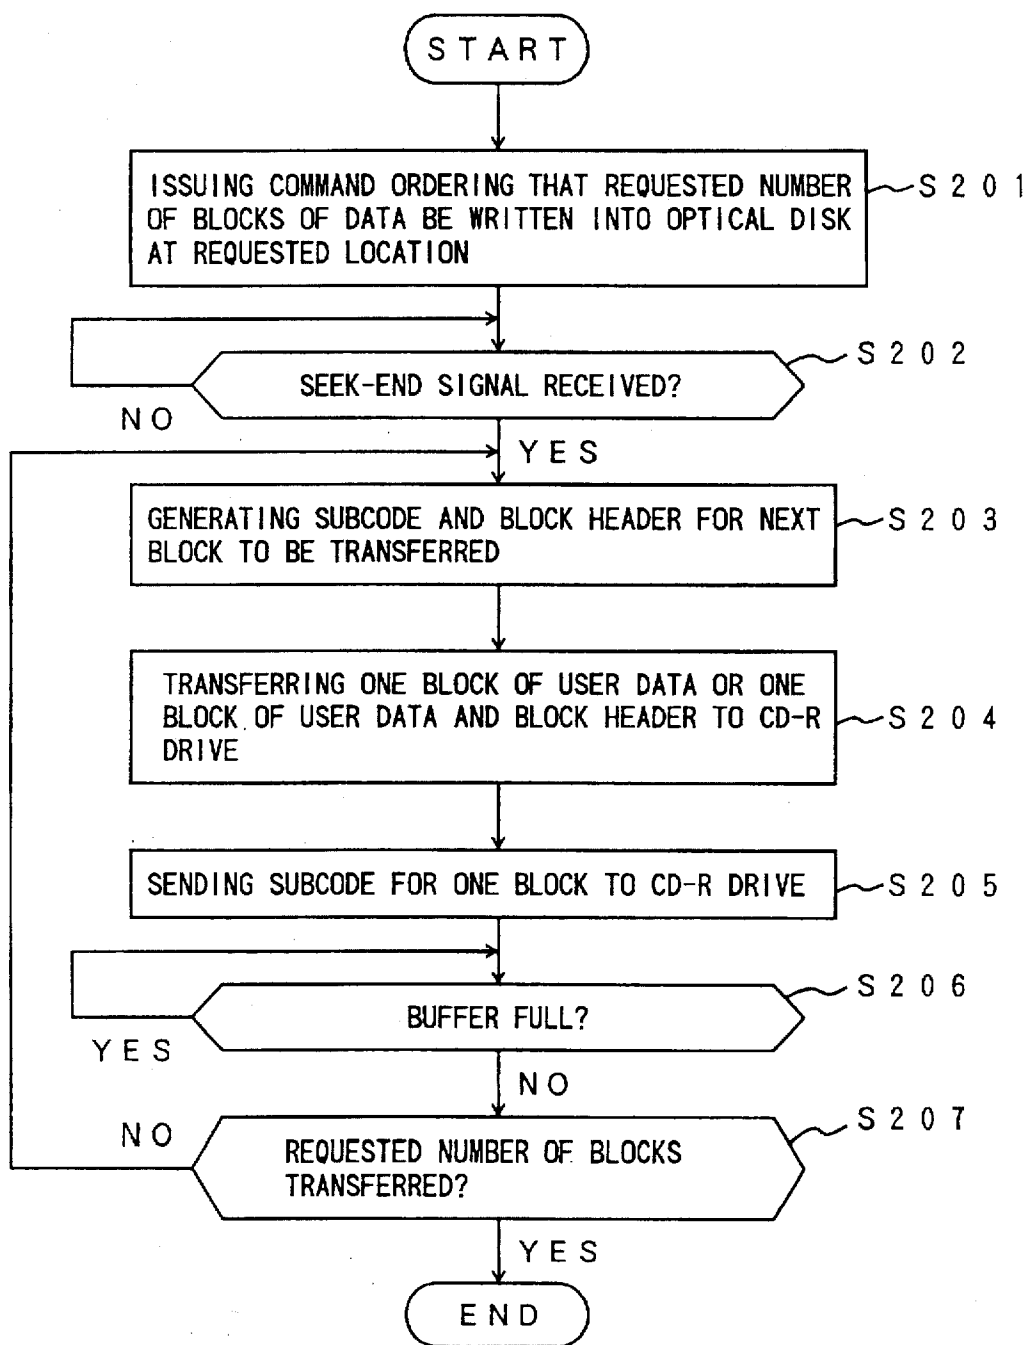 START
ISSUING COMMAND ORDERING THAT REQUESTED NUMBER
OF BLOCKS OF DATA BE WRITTEN INTO OPTICAL DISK
AT REQUESTED LOCATION
S201
SEEK-END SIGNAL RECEIVED?
S202
NO
YES
GENERATING SUBCODE AND BLOCK HEADER FOR NEXT
BLOCK TO BE TRANSFERRED
S203
TRANSFERRING ONE BLOCK OF USER DATA OR ONE
BLOCK OF USER DATA AND BLOCK HEADER TO CD-R
DRIVE
S204
SENDING SUBCODE FOR ONE BLOCK TO CD-R DRIVE
S205
BUFFER FULL?
S206
YES
NO
NO
REQUESTED NUMBER OF BLOCKS
TRANSFERRED?
S207
YES
END